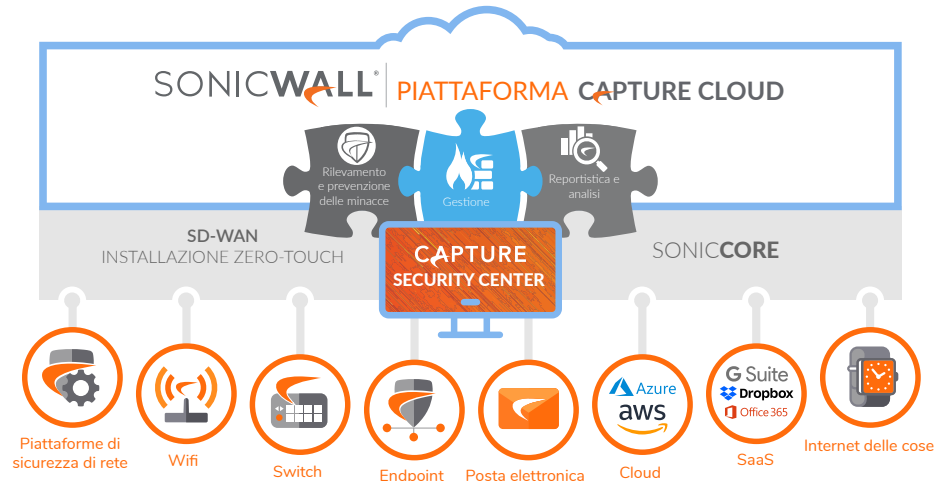 SONICWALL®
PIATTAFORMA CAPTURE CLOUD
Rilevamento
e prevenzione
delle minacce
Gestione
Reportistica e
analisi
SD-WAN
INSTALLAZIONE ZERO-TOUCH
CAPTURE
SECURITY CENTER
SONICCORE
Piattaforme di
sicurezza di rete
Wifi
Switch
Endpoint
Posta elettronica
Azure
aws
Cloud
G Suite
Dropbox
Office 365
SaaS
Internet delle cose